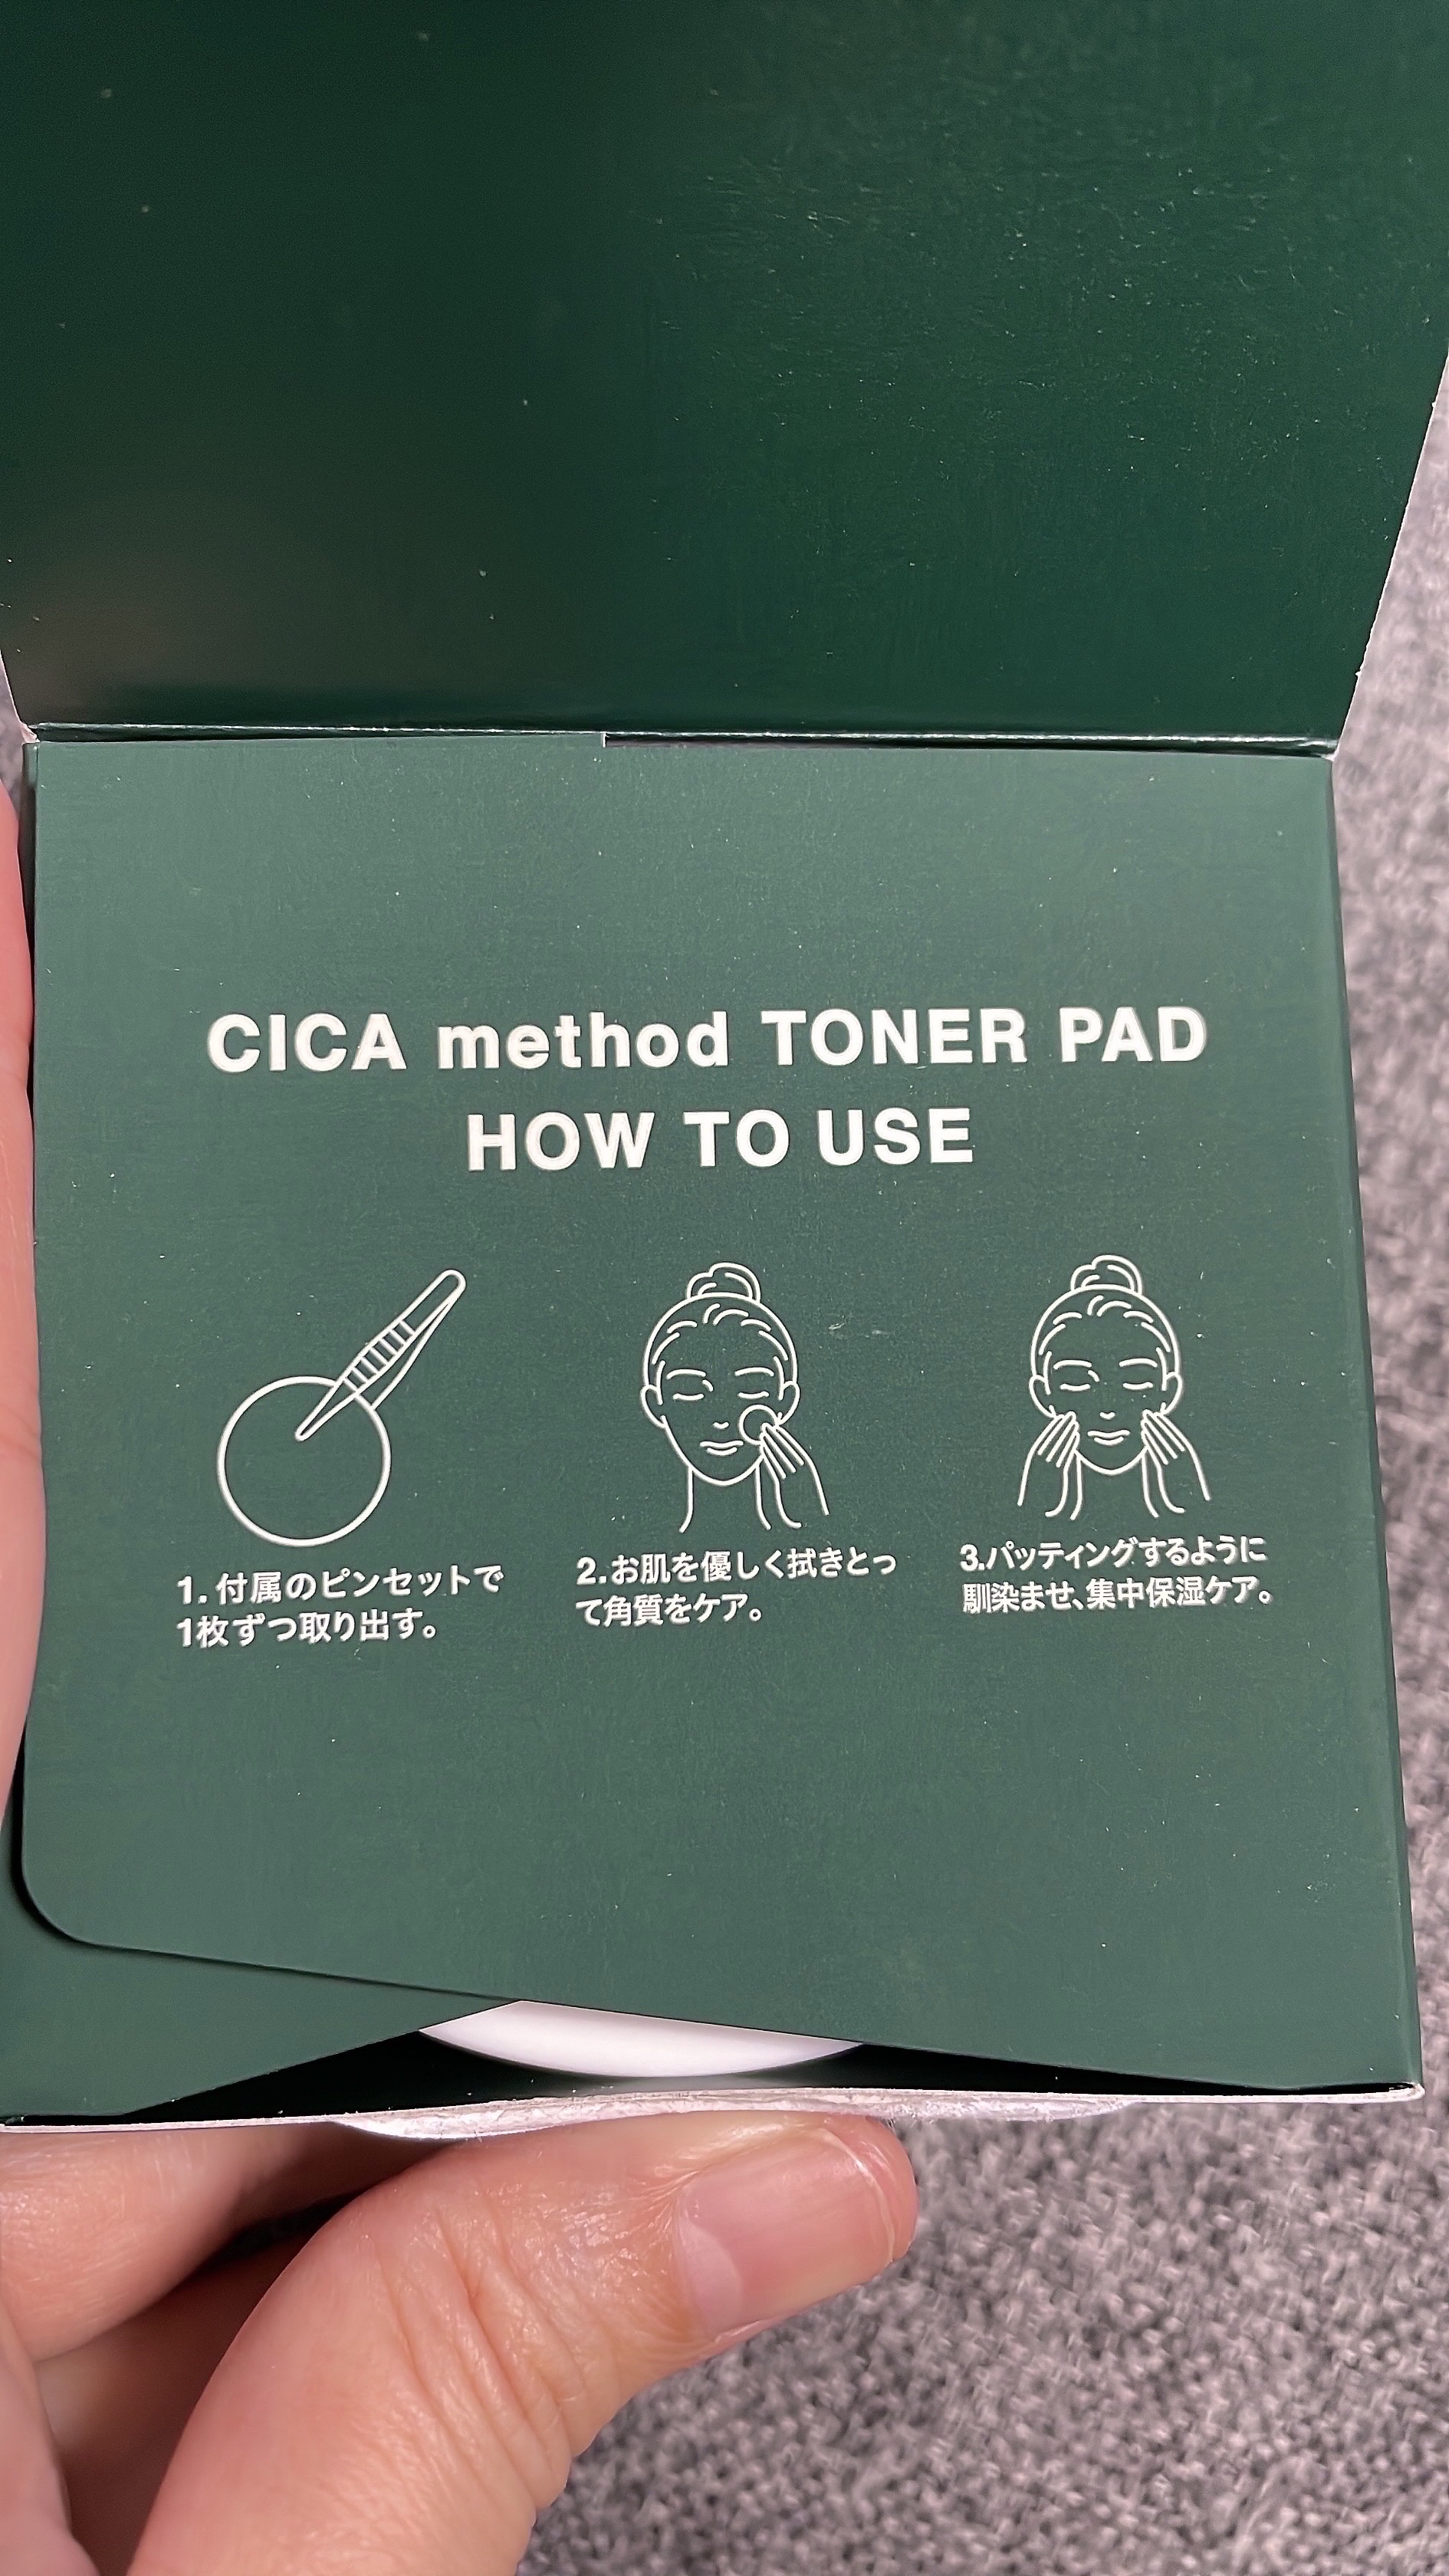 CICA method TONER PAD
HOW TO USE
1.付属のピンセットで
1枚ずつ取り出す。
2.お肌を優しく拭きとっ
て角質をケア。
3.パッティングするように
馴染ませ、集中保湿ケア。